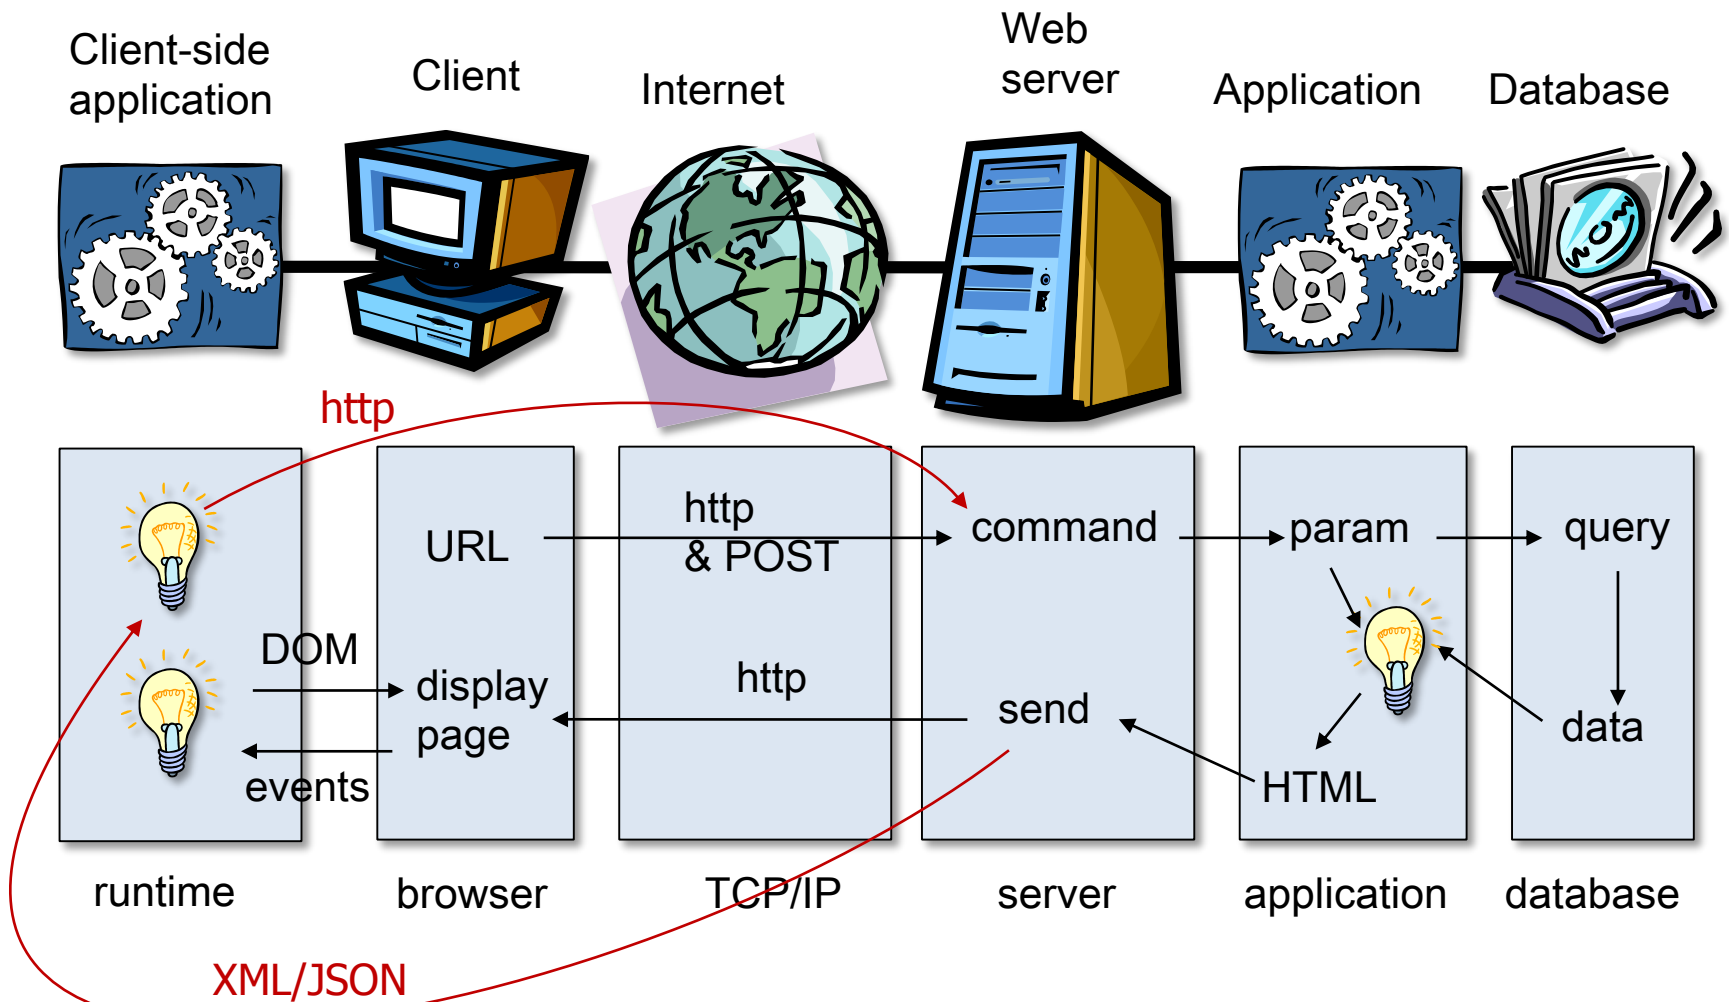 Client-side
application
Client
Internet
Web
server
Application
Database
http
URL
http
& POST
command
param
query
DOM
display
page
events
http
send
HTML
data
runtime
browser
TCP/IP
server
application
database
XML/JSON